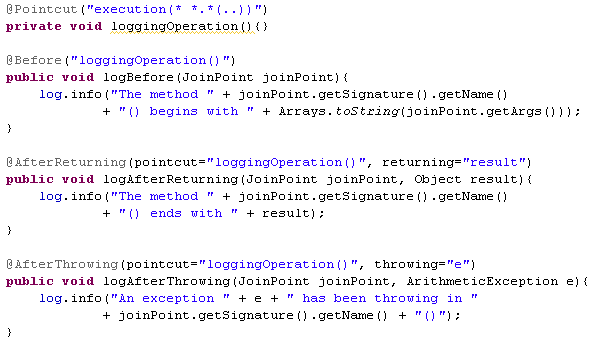 @Pointcut("execution(* *.*(..))")
private void loggingOperation(){}
@Before("loggingOperation()")
public void logBefore(JoinPoint joinPoint){
log.info("The method " + joinPoint.getSignature().getName()
+ "() begins with " + Arrays.toString(joinPoint.getArgs()));
}
@AfterReturning(pointcut="loggingOperation()", returning="result")
public void logAfterReturning(JoinPoint joinPoint, Object result){
log.info("The method " + joinPoint.getSignature().getName()
+ "() ends with " + result);
}
@AfterThrowing(pointcut="loggingOperation()", throwing="e")
public void logAfterThrowing(JoinPoint joinPoint, ArithmeticException e){
log.info("An exception " + e + " has been throwing in "
+ joinPoint.getSignature().getName() + "()");
}